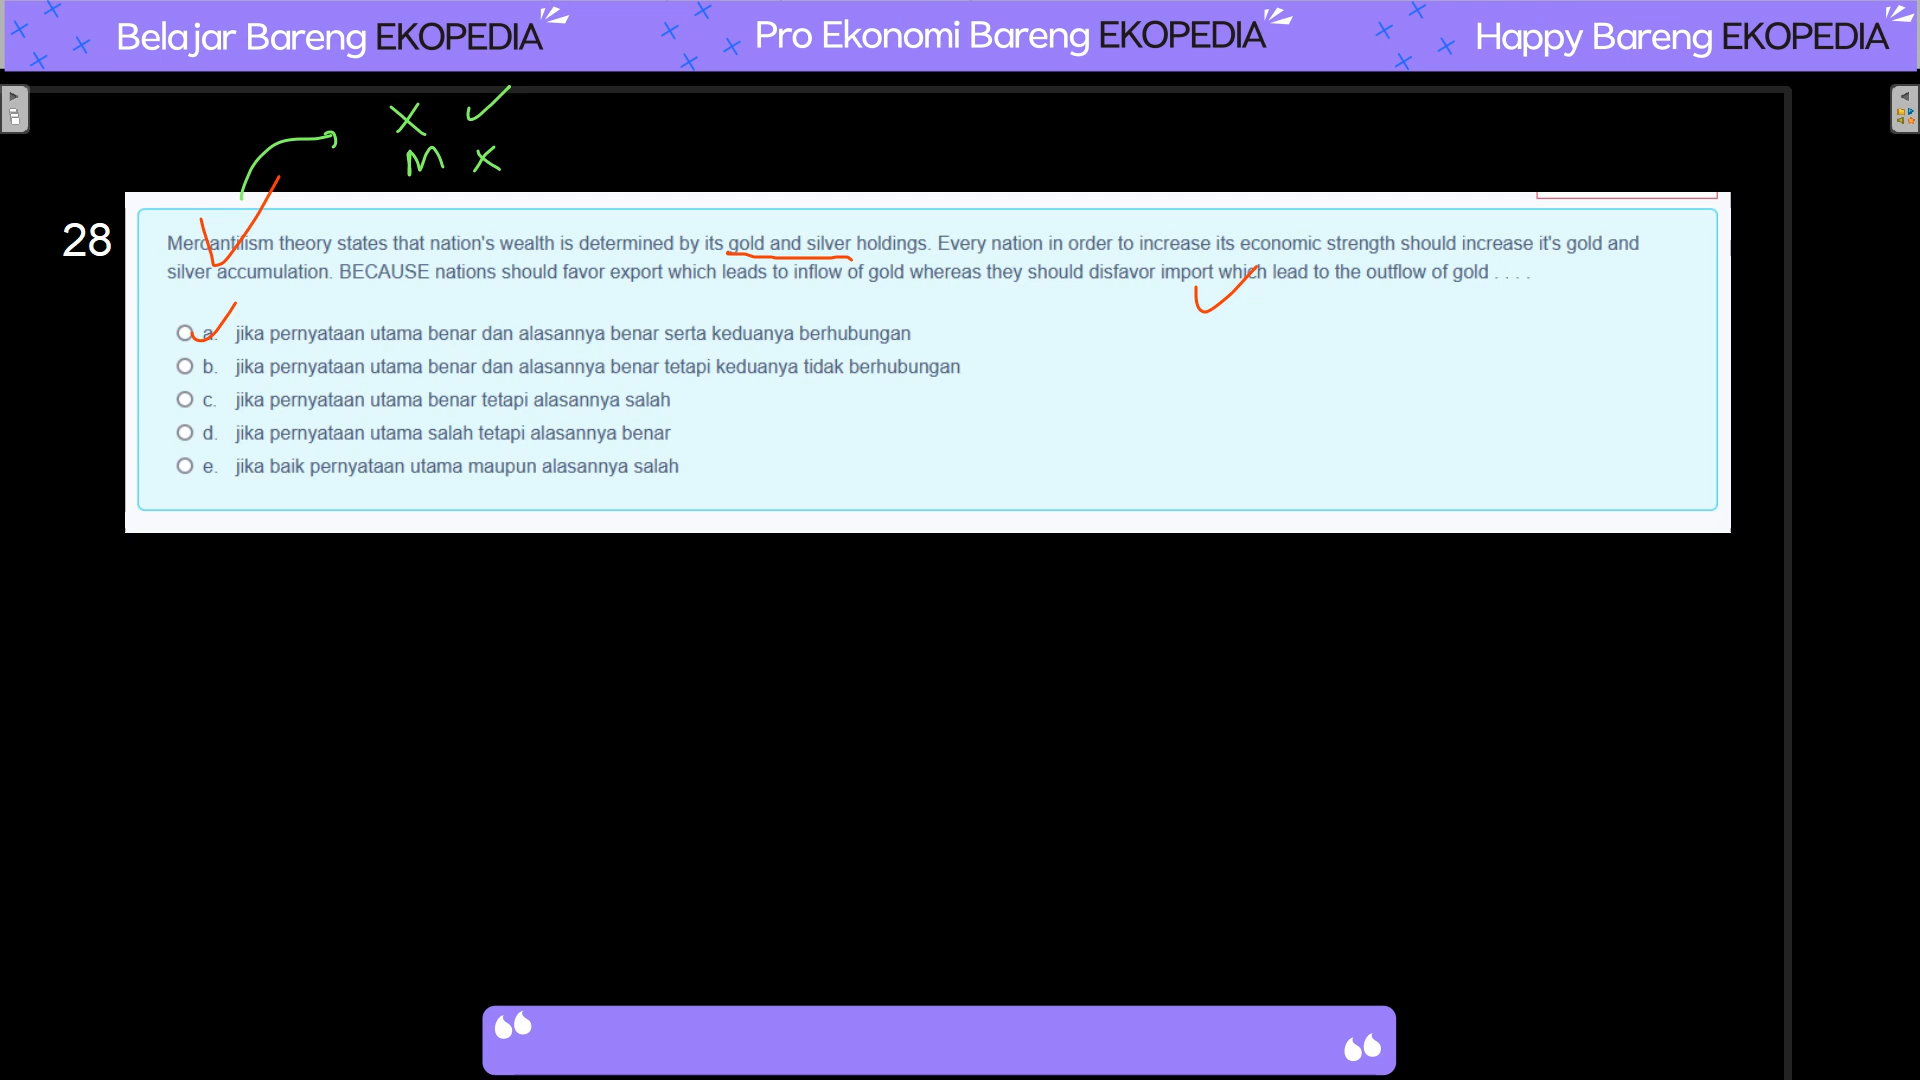 Belajar Bareng EKOPEDIA
Pro Ekonomi Bareng EKOPEDIA
Happy Bareng EKOPEDIA
X ✓
M x
28
Mercantilism theory states that nation's wealth is determined by its gold and silver holdings. Every nation in order to increase its economic strength should increase it's gold and
silver accumulation. BECAUSE nations should favor export which leads to inflow of gold whereas they should disfavor import which lead to the outflow of gold . . . .
a. jika pernyataan utama benar dan alasannya benar serta keduanya berhubungan
b. jika pernyataan utama benar dan alasannya benar tetapi keduanya tidak berhubungan
c. jika pernyataan utama benar tetapi alasannya salah
d. jika pernyataan utama salah tetapi alasannya benar
e. jika baik pernyataan utama maupun alasannya salah